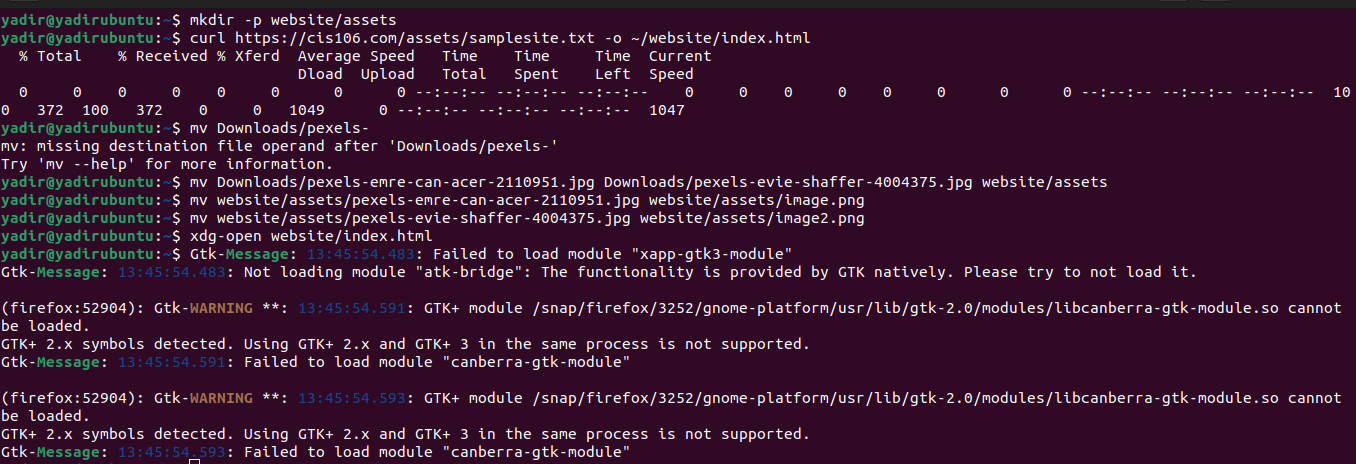 yadir@yadirubuntu:~$ mkdir -p website/assets
yadir@yadirubuntu:~$ curl https://cis106.com/assets/samplesite.txt -o ~/website/index.html
  % Total    % Received % Xferd  Average Speed   Time    Time     Time  Current
                                 Dload  Upload   Total   Spent    Left  Speed
  0     0    0     0    0     0      0      0 --:--:-- --:--:-- --:--:--     0    0     0    0     0    0     0      0      0 --:--:-- --:--:-- --:--:--  10
0   372  100   372    0     0   1049      0 --:--:-- --:--:-- --:--:--  1047
yadir@yadirubuntu:~$ mv Downloads/pexels-
mv: missing destination file operand after 'Downloads/pexels-'
Try 'mv --help' for more information.
yadir@yadirubuntu:~$ mv Downloads/pexels-emre-can-acer-2110951.jpg Downloads/pexels-evie-shaffer-4004375.jpg website/assets
yadir@yadirubuntu:~$ mv website/assets/pexels-emre-can-acer-2110951.jpg website/assets/image.png
yadir@yadirubuntu:~$ mv website/assets/pexels-evie-shaffer-4004375.jpg website/assets/image2.png
yadir@yadirubuntu:~$ xdg-open website/index.html
yadir@yadirubuntu:~$ Gtk-Message: 13:45:54.483: Failed to load module "xapp-gtk3-module"
Gtk-Message: 13:45:54.483: Not loading module "atk-bridge": The functionality is provided by GTK natively. Please try to not load it.

(firefox:52904): Gtk-WARNING **: 13:45:54.591: GTK+ module /snap/firefox/3252/gnome-platform/usr/lib/gtk-2.0/modules/libcanberra-gtk-module.so cannot
be loaded.
GTK+ 2.x symbols detected. Using GTK+ 2.x and GTK+ 3 in the same process is not supported.
Gtk-Message: 13:45:54.591: Failed to load module "canberra-gtk-module"

(firefox:52904): Gtk-WARNING **: 13:45:54.593: GTK+ module /snap/firefox/3252/gnome-platform/usr/lib/gtk-2.0/modules/libcanberra-gtk-module.so cannot
be loaded.
GTK+ 2.x symbols detected. Using GTK+ 2.x and GTK+ 3 in the same process is not supported.
Gtk-Message: 13:45:54.593: Failed to load module "canberra-gtk-module"